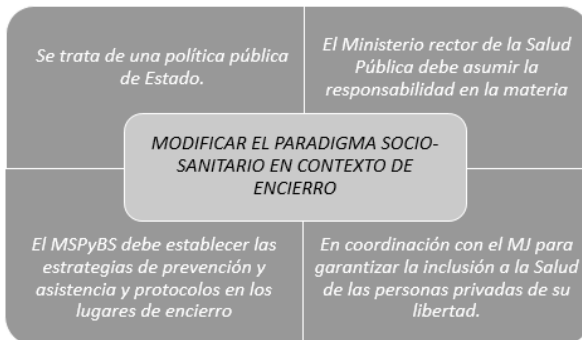 Se trata de una política pública
de Estado.
El Ministerio rector de la Salud
Pública debe asumir la
responsabilidad en la materia
MODIFICAR EL PARADIGMA SOCIO-
SANITARIO EN CONTEXTO DE
ENCIERRO
El MSPyBS debe establecer las
estrategias de prevención y
asistencia y protocolos en los
lugares de encierro
En coordinación con el MJ para
garantizar la inclusión a la Salud
de las personas privadas de su
libertad.